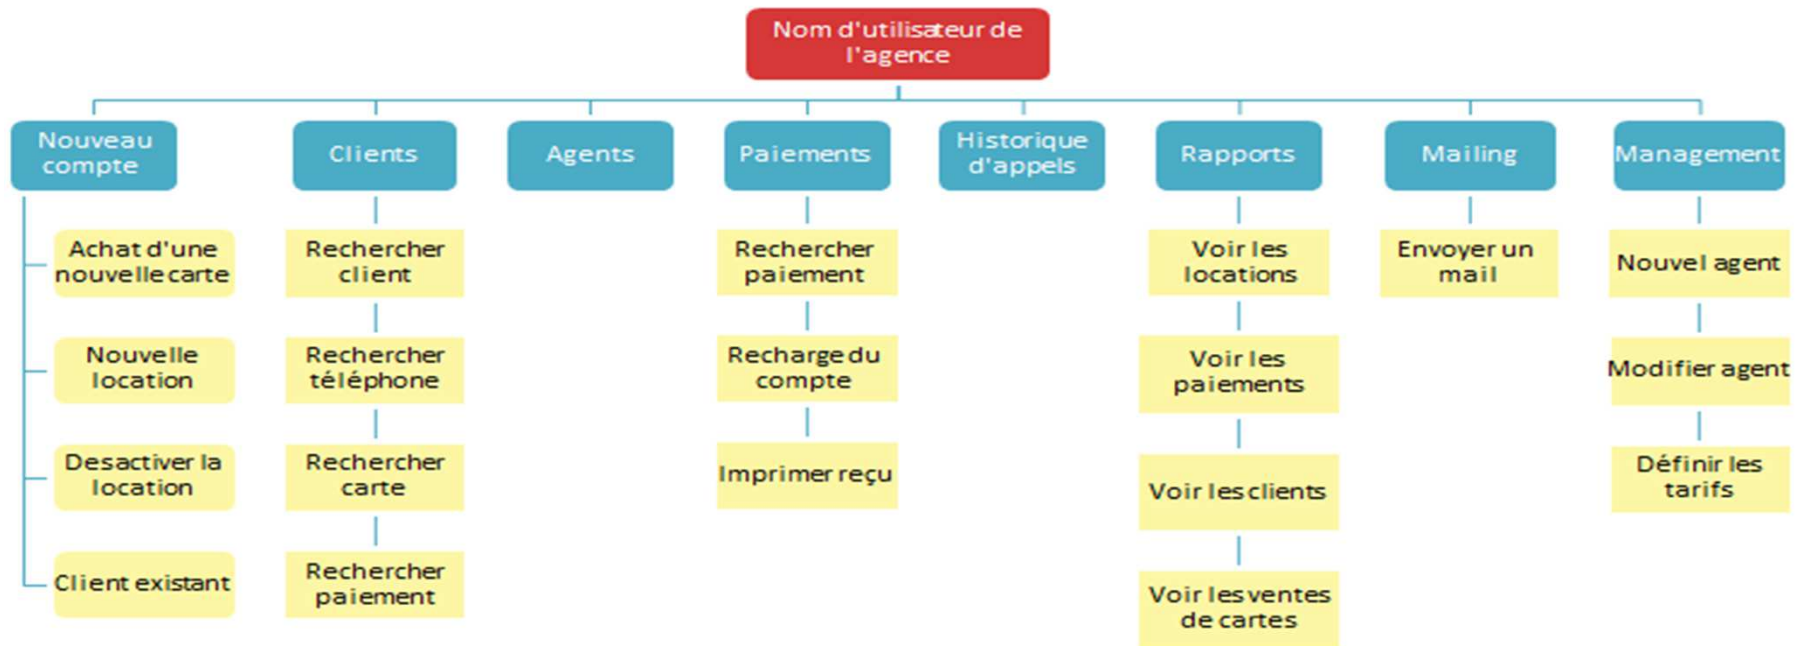 Nom d'utilisateur de
l'agence
Nouveau
compte
Clients
Agents
Paiements
Historique
d'appels
Rapports
Mailing
Management
Achat d'une
nouvelle carte
Nouvelle
location
Desactiver la
location
Client existant
Rechercher
client
Rechercher
téléphone
Rechercher
carte
Rechercher
paiement
Rechercher
paiement
Recharge du
compte
Imprimer reçu
Voir les
locations
Voir les
paiements
Voir les clients
Voir les ventes
de cartes
Envoyer un
mail
Nouvel agent
Modifier agent
Définir les
tarifs